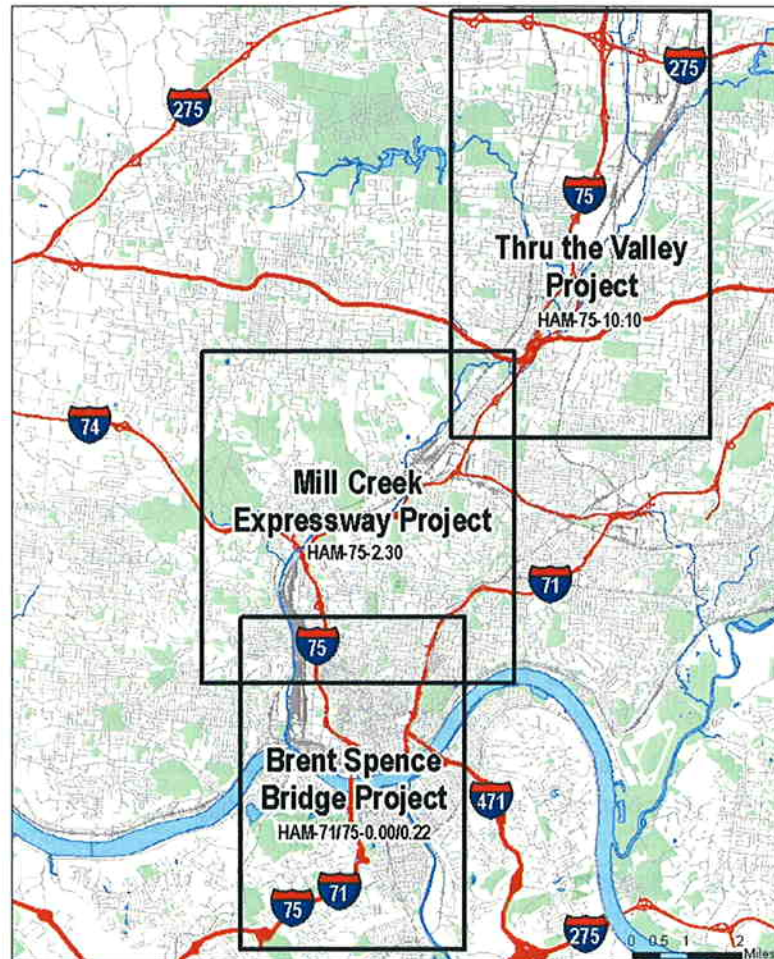 275
275
75
Thru the Valley
Project
HAM-75-10.10
74
Mill Creek
Expressway Project
HAM-75-2.30
71
75
Brent Spence
Bridge Project
HAM-71/75-0.00/0.22
471
71
75
275
0 0.5 1 2
Miles